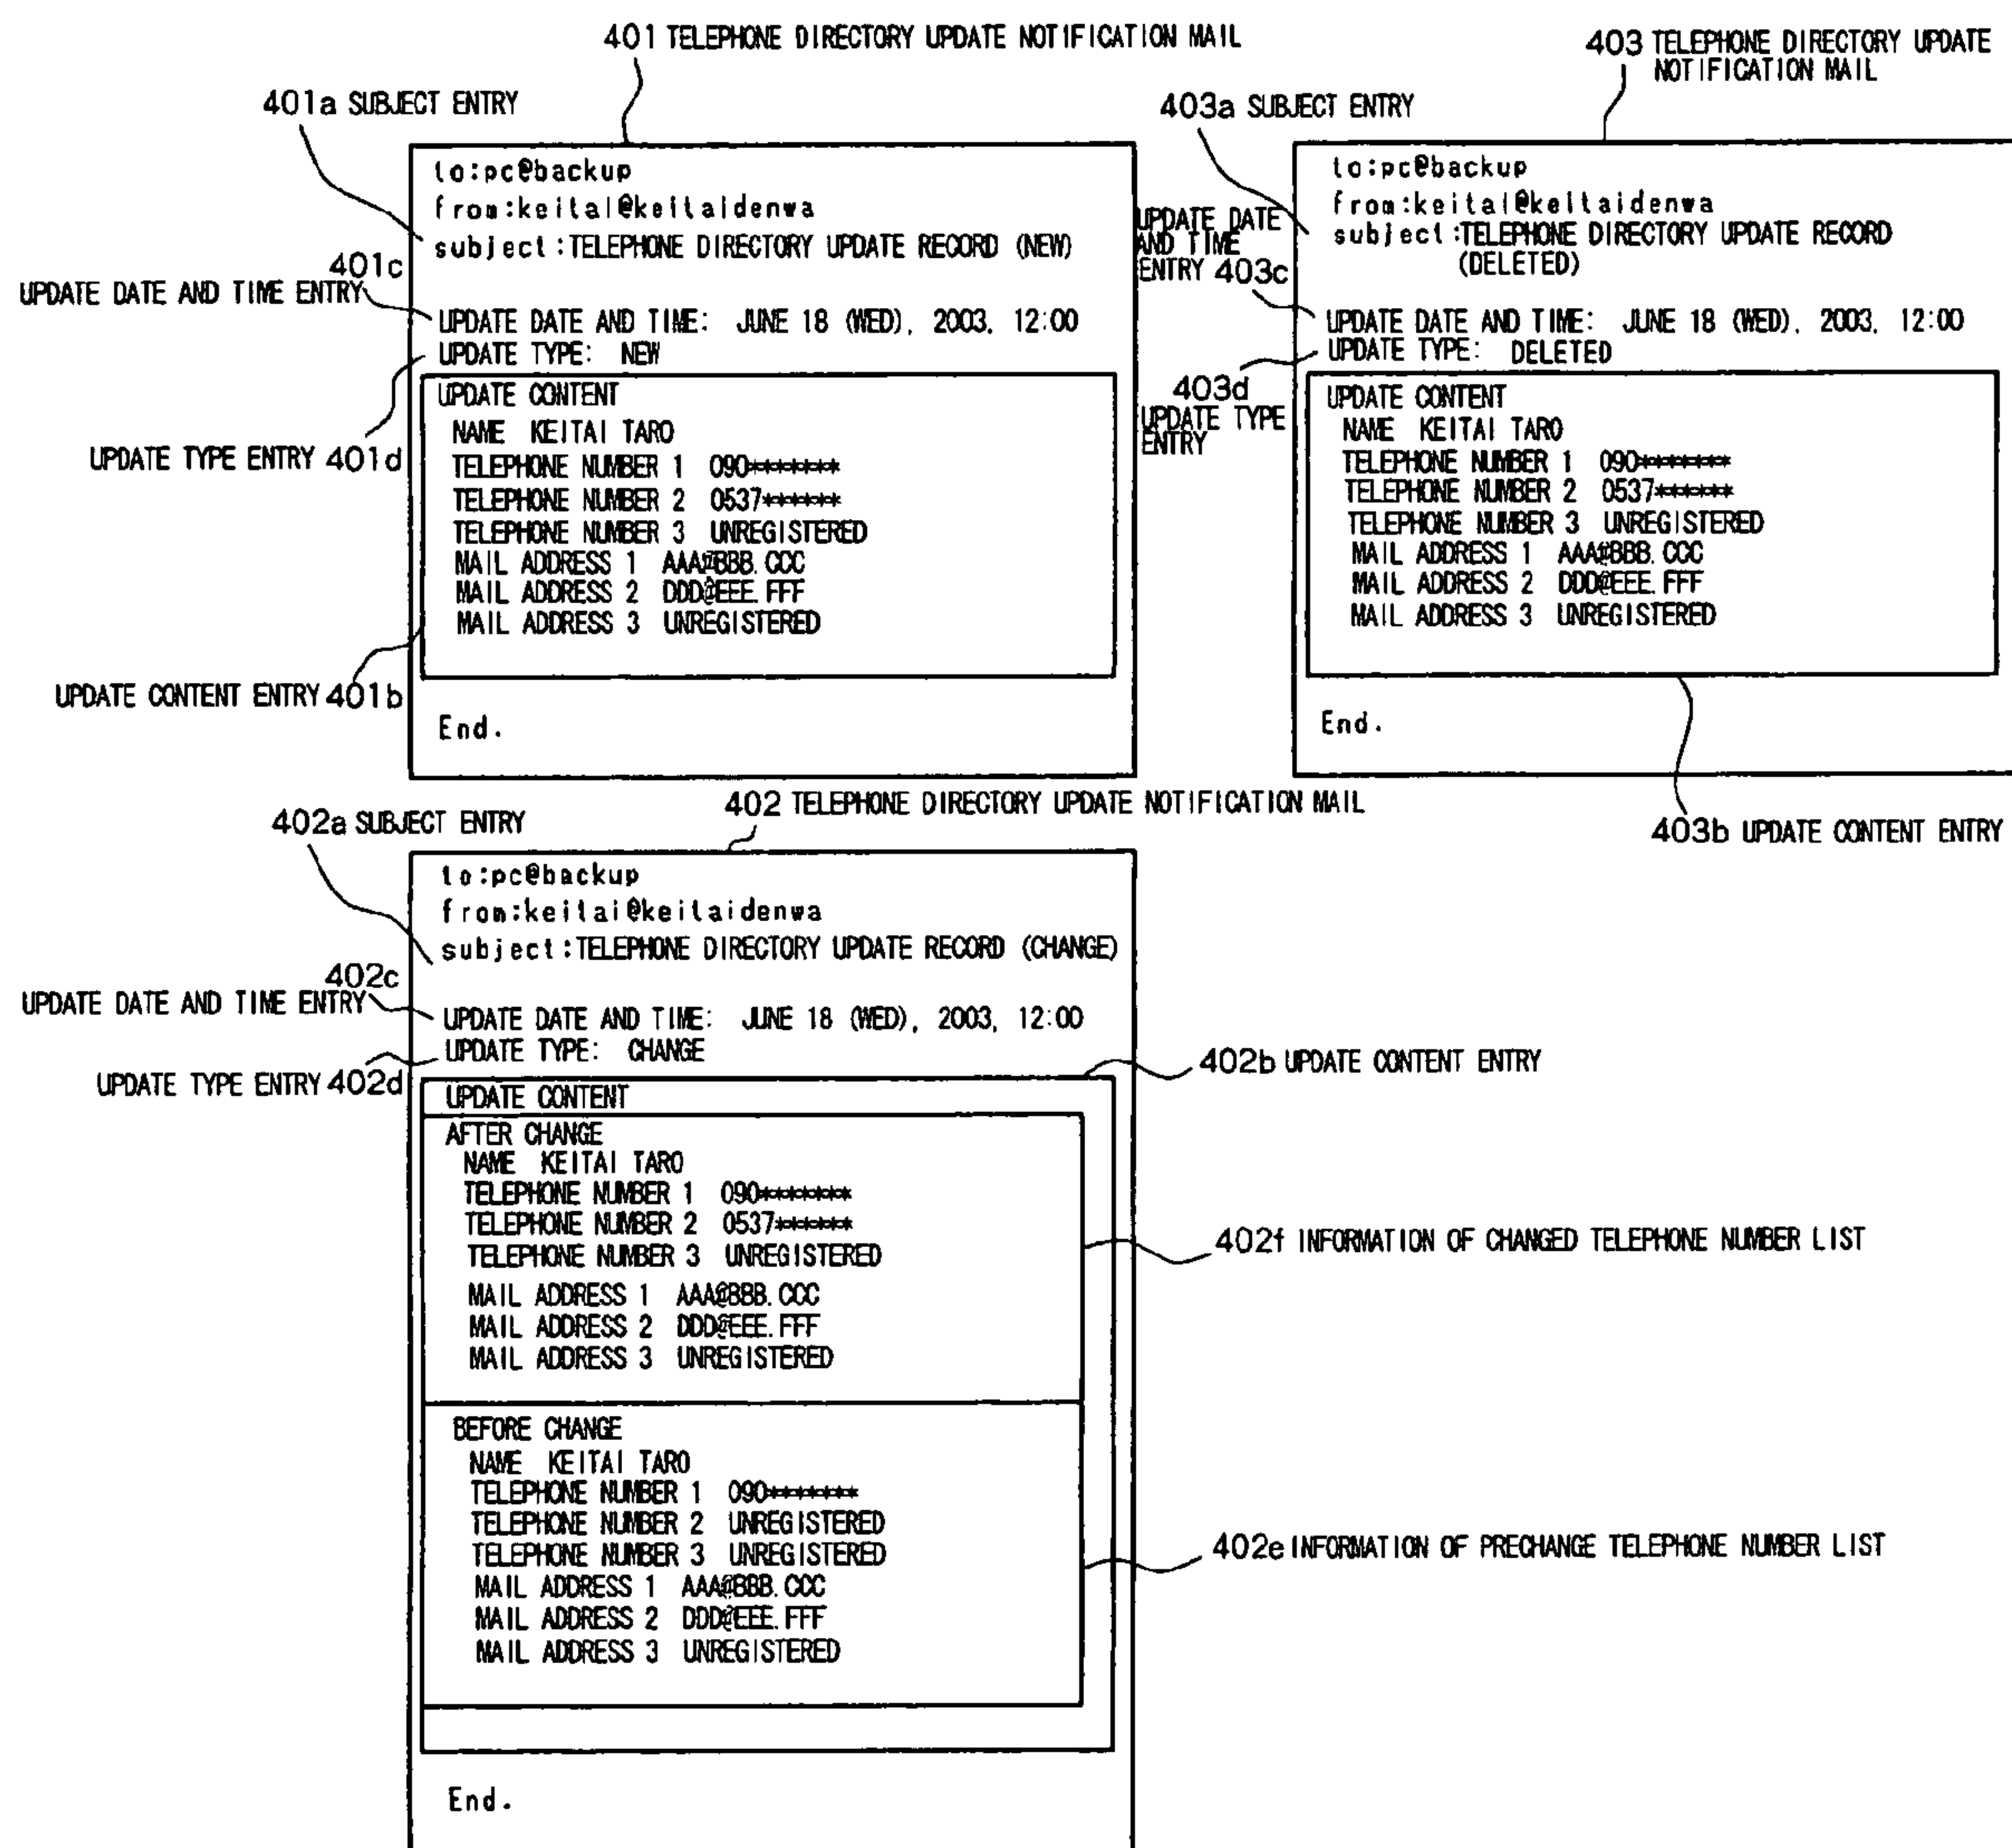 401 TELEPHONE DIRECTORY UPDATE NOTIFICATION MAIL
401a SUBJECT ENTRY
to:pc@backup
from:keitai@keitaidenwa
subject:TELEPHONE DIRECTORY UPDATE RECORD (NEW)
401c
UPDATE DATE AND TIME ENTRY
UPDATE DATE AND TIME: JUNE 18 (WED), 2003, 12:00
UPDATE TYPE: NEW
UPDATE TYPE ENTRY 401d
UPDATE CONTENT
NAME KEITAI TARO
TELEPHONE NUMBER 1 090*******
TELEPHONE NUMBER 2 0537******
TELEPHONE NUMBER 3 UNREGISTERED
MAIL ADDRESS 1 AAA@BBB.CCC
MAIL ADDRESS 2 DDD@EEE.FFF
MAIL ADDRESS 3 UNREGISTERED
UPDATE CONTENT ENTRY 401b
End.
403 TELEPHONE DIRECTORY UPDATE
NOTIFICATION MAIL
403a SUBJECT ENTRY
to:pc@backup
from:keitai@keitaidenwa
subject:TELEPHONE DIRECTORY UPDATE RECORD
(DELETED)
UPDATE DATE
AND TIME
ENTRY 403c
UPDATE DATE AND TIME: JUNE 18 (WED), 2003, 12:00
UPDATE TYPE: DELETED
403d
UPDATE TYPE
ENTRY
UPDATE CONTENT
NAME KEITAI TARO
TELEPHONE NUMBER 1 090*******
TELEPHONE NUMBER 2 0537******
TELEPHONE NUMBER 3 UNREGISTERED
MAIL ADDRESS 1 AAA@BBB.CCC
MAIL ADDRESS 2 DDD@EEE.FFF
MAIL ADDRESS 3 UNREGISTERED
End.
403b UPDATE CONTENT ENTRY
402 TELEPHONE DIRECTORY UPDATE NOTIFICATION MAIL
402a SUBJECT ENTRY
to:pc@backup
from:keitai@keitaidenwa
subject:TELEPHONE DIRECTORY UPDATE RECORD (CHANGE)
402c
UPDATE DATE AND TIME ENTRY
UPDATE DATE AND TIME: JUNE 18 (WED), 2003, 12:00
UPDATE TYPE: CHANGE
UPDATE TYPE ENTRY 402d
402b UPDATE CONTENT ENTRY
UPDATE CONTENT
AFTER CHANGE
NAME KEITAI TARO
TELEPHONE NUMBER 1 090*******
TELEPHONE NUMBER 2 0537******
TELEPHONE NUMBER 3 UNREGISTERED
MAIL ADDRESS 1 AAA@BBB.CCC
MAIL ADDRESS 2 DDD@EEE.FFF
MAIL ADDRESS 3 UNREGISTERED
402f INFORMATION OF CHANGED TELEPHONE NUMBER LIST
BEFORE CHANGE
NAME KEITAI TARO
TELEPHONE NUMBER 1 090*******
TELEPHONE NUMBER 2 UNREGISTERED
TELEPHONE NUMBER 3 UNREGISTERED
MAIL ADDRESS 1 AAA@BBB.CCC
MAIL ADDRESS 2 DDD@EEE.FFF
MAIL ADDRESS 3 UNREGISTERED
402e INFORMATION OF PRECHANGE TELEPHONE NUMBER LIST
End.